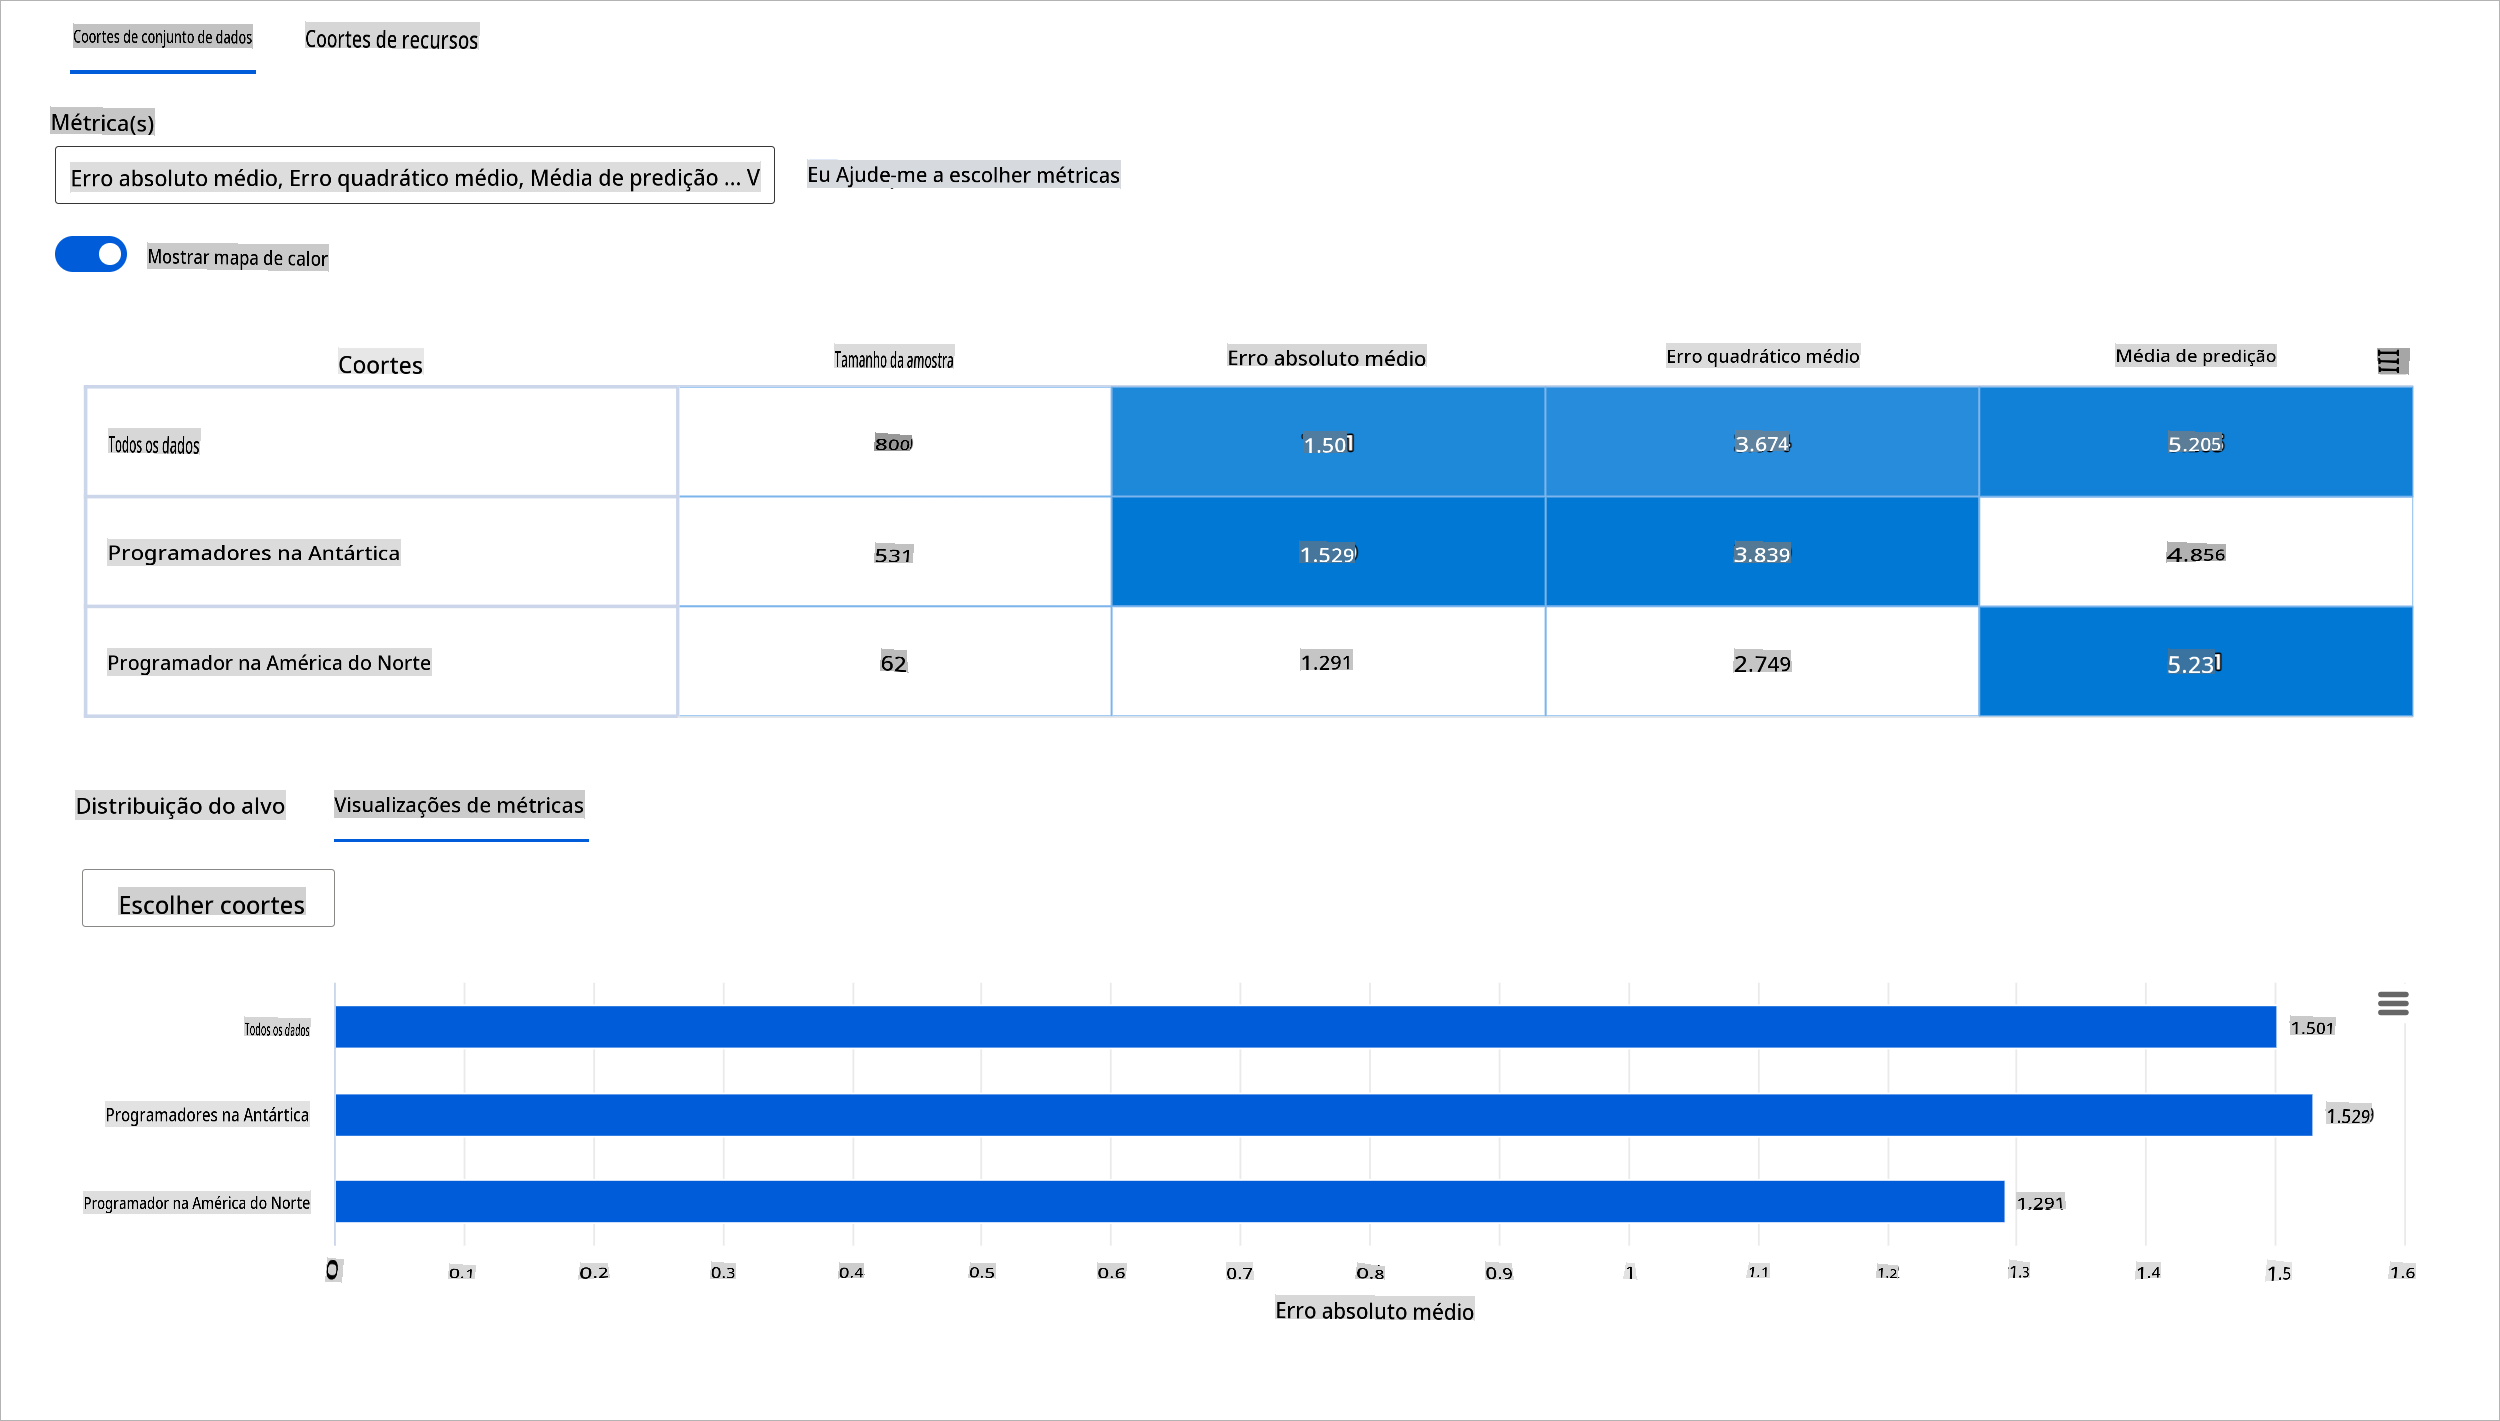 Coortes de conjunto de dados
Coortes de recursos
Métrica(s)
Erro absoluto médio, Erro quadrático médio, Média de predição ... V
Eu Ajude-me a escolher métricas
Mostrar mapa de calor
Coortes
Tamanho da amostra
Erro absoluto médio
Erro quadrático médio
Média de predição
III
Todos os dados
800
1.501
3.674
5.205
Programadores na Antártica
531
1.529
3.839
4.856
Programador na América do Norte
62
1.291
2.749
5.231
Distribuição do alvo
Visualizações de métricas
Escolher coortes
Todos os dados
1.501
Programadores na Antártica
1.529
Programador na América do Norte
1.291
0
0.1
0.2
0.3
0.4
0.5
0.6
0.7
0.8
0.9
1
1.1
1.2
1.3
1.4
1.5
1.6
Erro absoluto médio